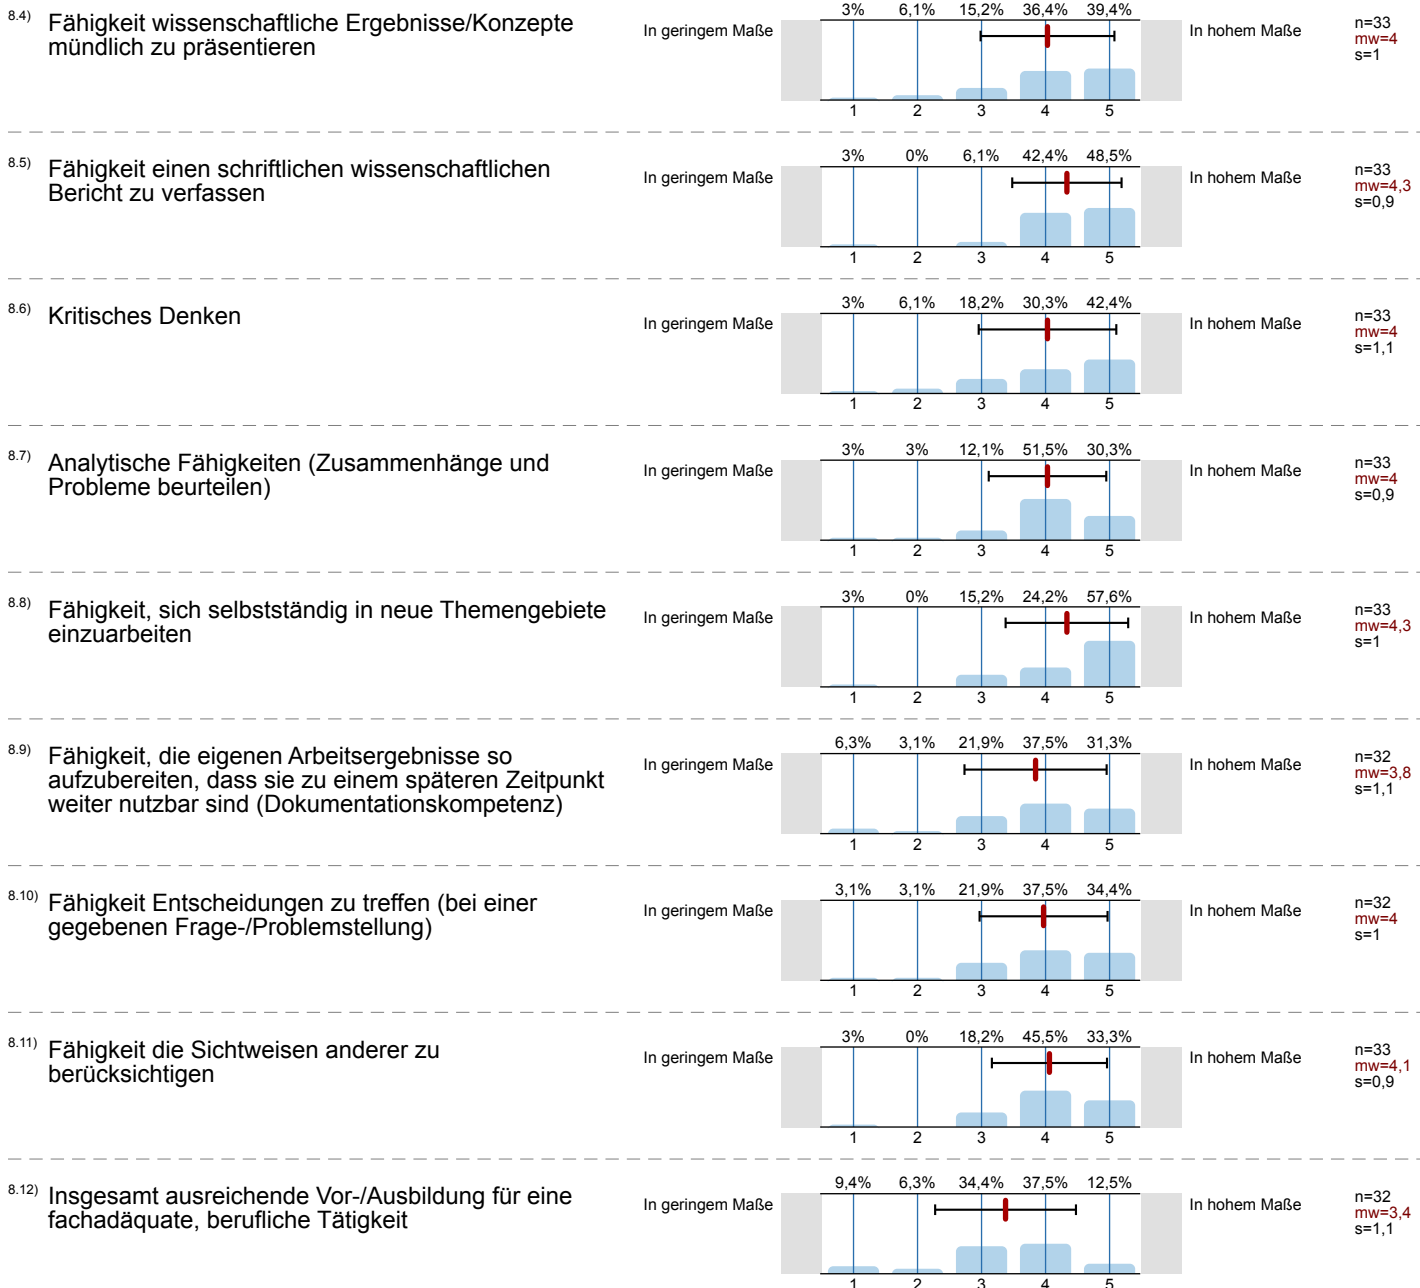 8.4) Fähigkeit wissenschaftliche Ergebnisse/Konzepte
mündlich zu präsentieren
In geringem Maße
3% 6,1% 15,2% 36,4% 39,4%
1 2 3 4 5
In hohem Maße
n=33
mw=4
s=1
8.5) Fähigkeit einen schriftlichen wissenschaftlichen
Bericht zu verfassen
In geringem Maße
3% 0% 6,1% 42,4% 48,5%
1 2 3 4 5
In hohem Maße
n=33
mw=4,3
s=0,9
8.6) Kritisches Denken
In geringem Maße
3% 6,1% 18,2% 30,3% 42,4%
1 2 3 4 5
In hohem Maße
n=33
mw=4
s=1,1
8.7) Analytische Fähigkeiten (Zusammenhänge und
Probleme beurteilen)
In geringem Maße
3% 3% 12,1% 51,5% 30,3%
1 2 3 4 5
In hohem Maße
n=33
mw=4
s=0,9
8.8) Fähigkeit, sich selbstständig in neue Themengebiete
einzuarbeiten
In geringem Maße
3% 0% 15,2% 24,2% 57,6%
1 2 3 4 5
In hohem Maße
n=33
mw=4,3
s=1
8.9) Fähigkeit, die eigenen Arbeitsergebnisse so
aufzubereiten, dass sie zu einem späteren Zeitpunkt
weiter nutzbar sind (Dokumentationskompetenz)
In geringem Maße
6,3% 3,1% 21,9% 37,5% 31,3%
1 2 3 4 5
In hohem Maße
n=32
mw=3,8
s=1,1
8.10) Fähigkeit Entscheidungen zu treffen (bei einer
gegebenen Frage-/Problemstellung)
In geringem Maße
3,1% 3,1% 21,9% 37,5% 34,4%
1 2 3 4 5
In hohem Maße
n=32
mw=4
s=1
8.11) Fähigkeit die Sichtweisen anderer zu
berücksichtigen
In geringem Maße
3% 0% 18,2% 45,5% 33,3%
1 2 3 4 5
In hohem Maße
n=33
mw=4,1
s=0,9
8.12) Insgesamt ausreichende Vor-/Ausbildung für eine
fachadäquate, berufliche Tätigkeit
In geringem Maße
9,4% 6,3% 34,4% 37,5% 12,5%
1 2 3 4 5
In hohem Maße
n=32
mw=3,4
s=1,1